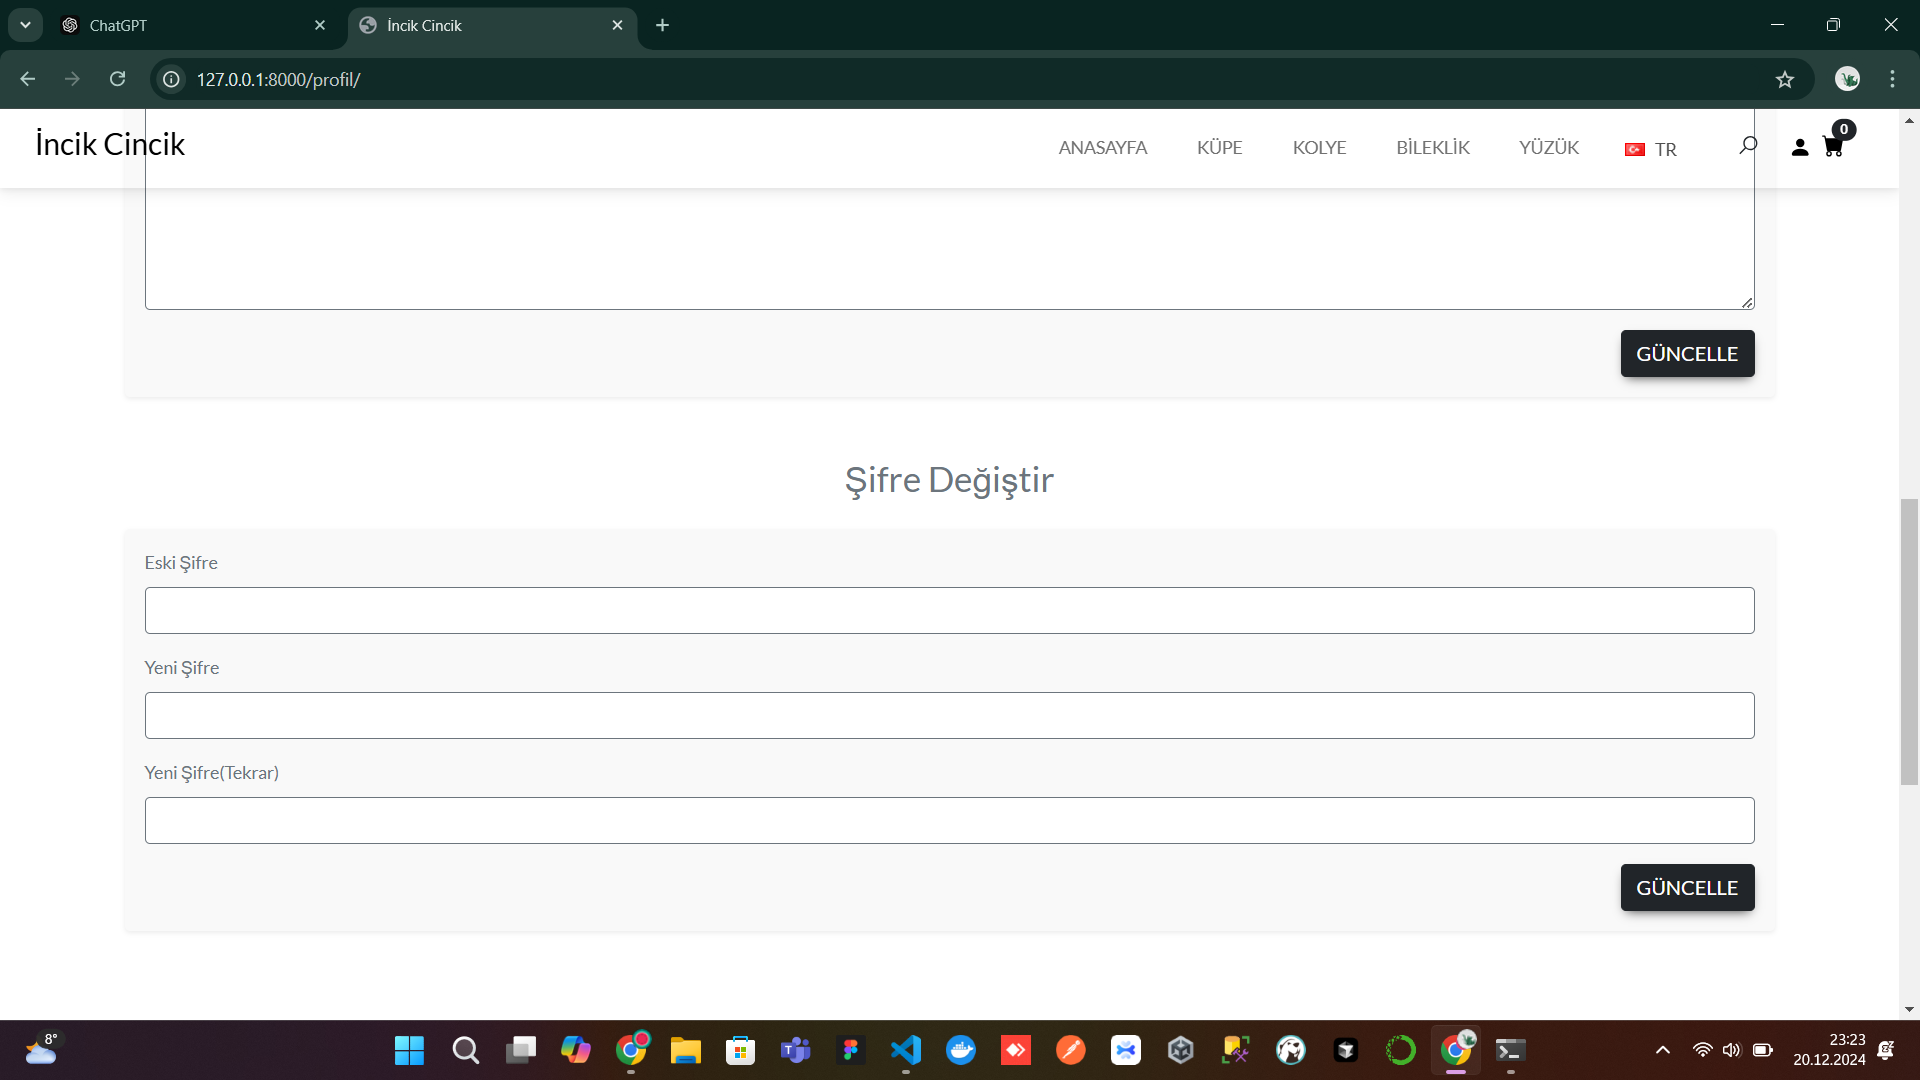 ChatGPT
İncik Cincik
127.0.0.1:8000/profil/
İncik Cincik
ANASAYFA
KÜPE
KOLYE
BİLEKLİK
YÜZÜK
TR
0
GÜNCELLE
Şifre Değiştir
Eski Şifre
Yeni Şifre
Yeni Şifre(Tekrar)
GÜNCELLE
8°
23:23
20.12.2024